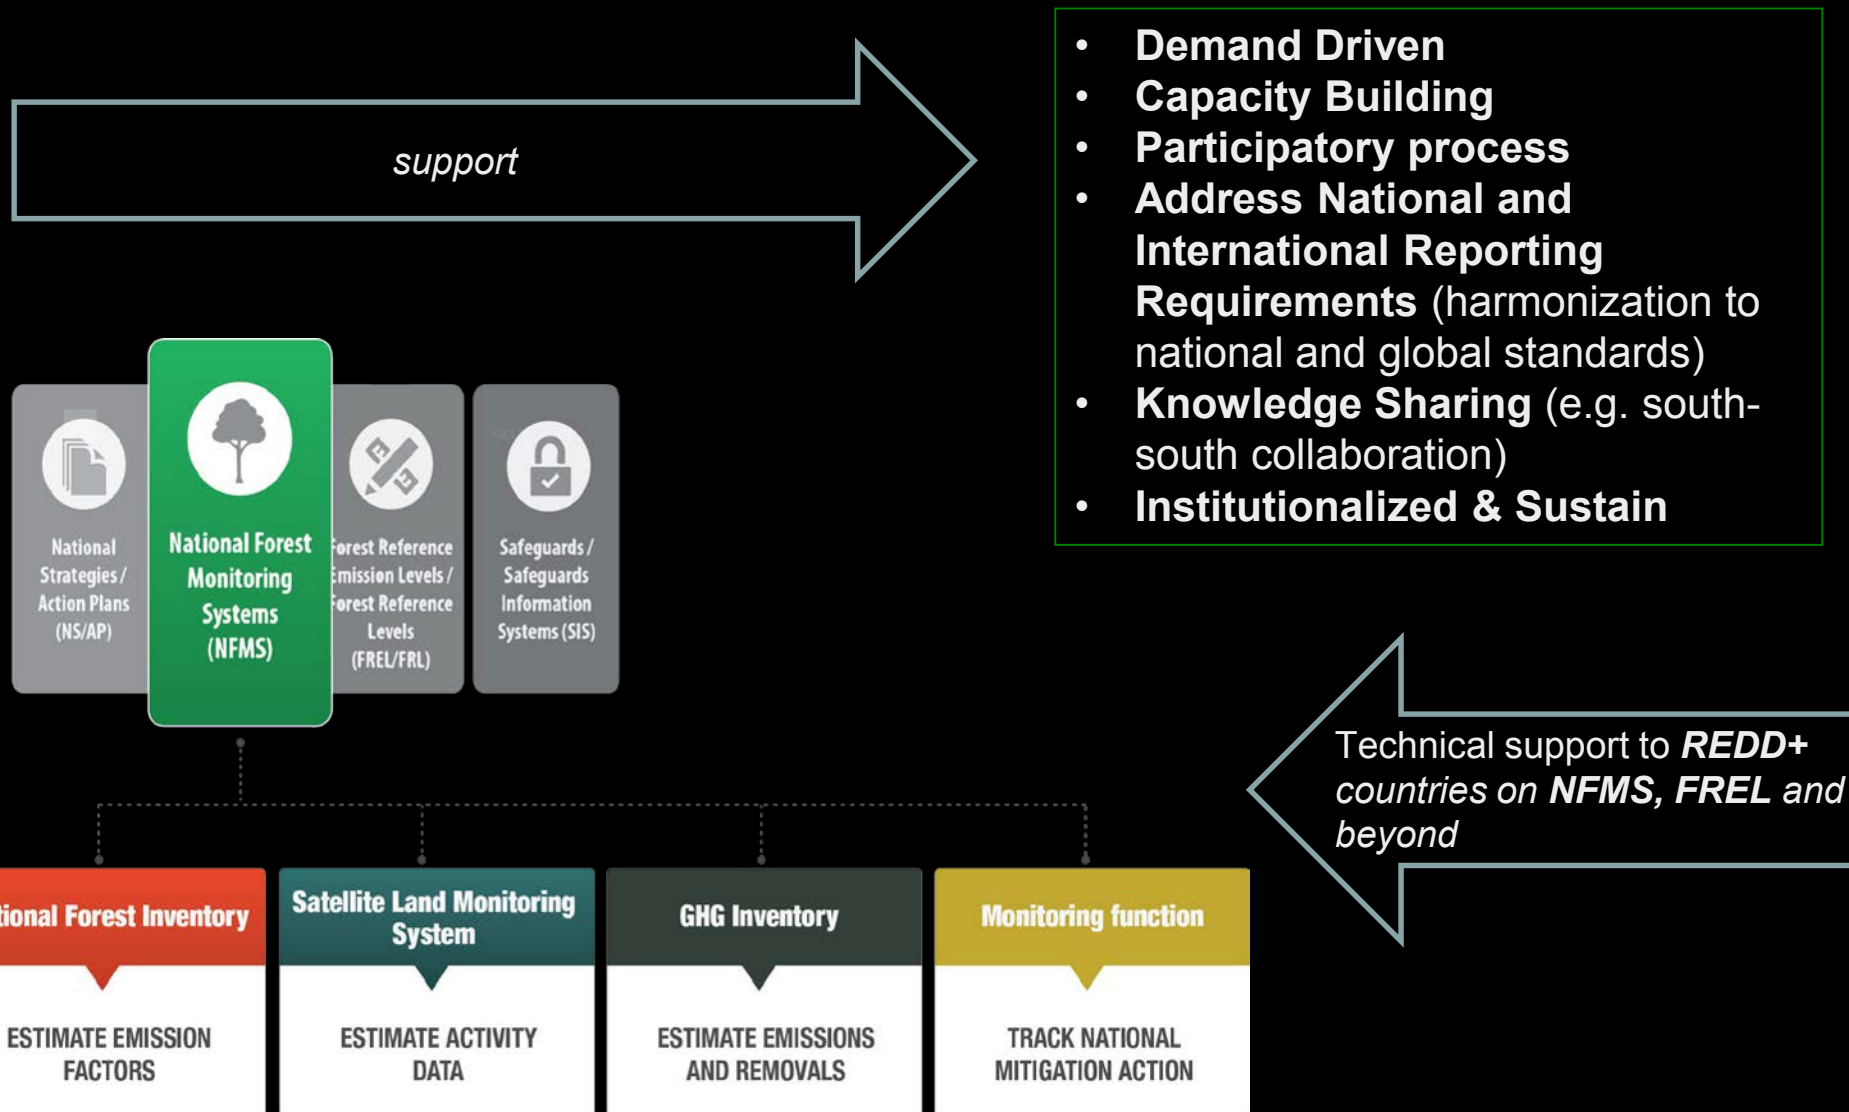 support
• Demand Driven
• Capacity Building
• Participatory process
• Address National and
International Reporting
Requirements (harmonization to
national and global standards)
• Knowledge Sharing (e.g. south-
south collaboration)
• Institutionalized & Sustain
National
Strategies /
Action Plans
(NS/AP)
National Forest
Monitoring
Systems
(NFMS)
Forest Reference
Emission Levels /
Forest Reference
Levels
(FREL/FRL)
Safeguards /
Safeguards
Information
Systems (SIS)
Technical support to REDD+
countries on NFMS, FREL and
beyond
tional Forest Inventory
ESTIMATE EMISSION
FACTORS
Satellite Land Monitoring
System
ESTIMATE ACTIVITY
DATA
GHG Inventory
ESTIMATE EMISSIONS
AND REMOVALS
Monitoring function
TRACK NATIONAL
MITIGATION ACTION